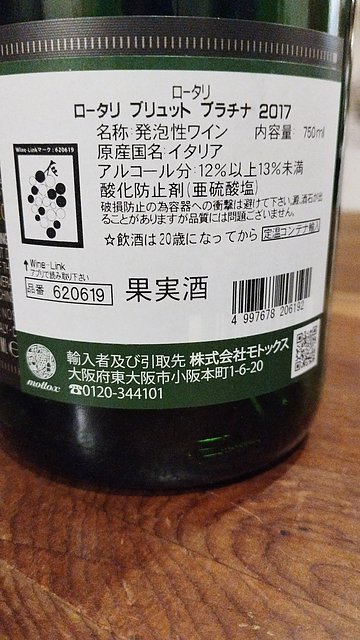 ロータリ
ロータリ ブリュット プラチナ 2017
名称:発泡性ワイン 内容量: 750ml
原産国名:イタリア
アルコール分:12%以上13%未満
酸化防止剤(亜硫酸塩)
破損防止の為容器への衝撃は避けて下さい。澱、酒石が出
ることがありますが品質には問題ございません。
☆飲酒は20歳になってから 定温コンテナ輸入
Wine-Linkマーク:620619
↑Wine-Link
アプリで読み取り下さい
品番 620619
果実酒
4 997678 206192
mottox
輸入者及び引取先 株式会社モトックス
大阪府東大阪市小阪本町1-6-20
☎0120-344101